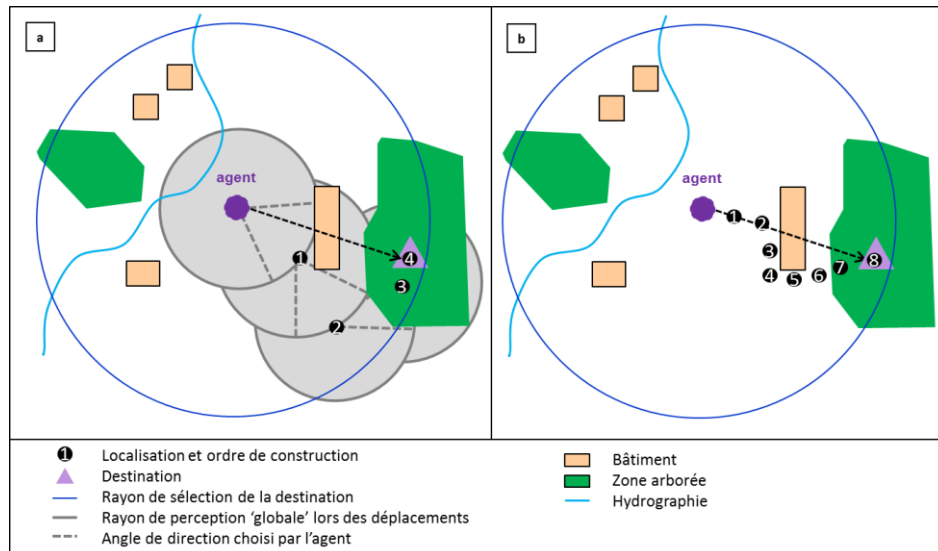 a
agent
1
2
3
4
b
agent
1
2
3
4
5
6
7
8
1 Localisation et ordre de construction
Destination
Rayon de sélection de la destination
Rayon de perception ‘globale’ lors des déplacements
Angle de direction choisi par l’agent
Bâtiment
Zone arborée
Hydrographie